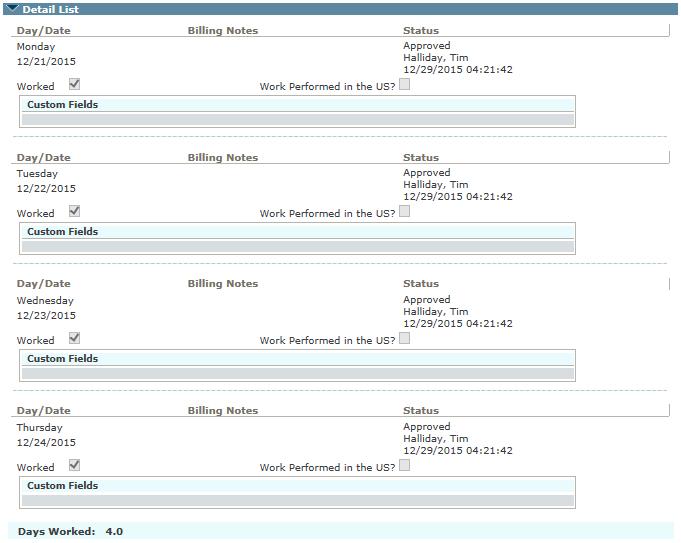 Detail List
Day/Date Billing Notes Status
Monday Approved
12/21/2015 Halliday, Tim
12/29/2015 04:21:42
Worked Work Performed in the US?
Custom Fields
Day/Date Billing Notes Status
Tuesday Approved
12/22/2015 Halliday, Tim
12/29/2015 04:21:42
Worked Work Performed in the US?
Custom Fields
Day/Date Billing Notes Status
Wednesday Approved
12/23/2015 Halliday, Tim
12/29/2015 04:21:42
Worked Work Performed in the US?
Custom Fields
Day/Date Billing Notes Status
Thursday Approved
12/24/2015 Halliday, Tim
12/29/2015 04:21:42
Worked Work Performed in the US?
Custom Fields
Days Worked: 4.0